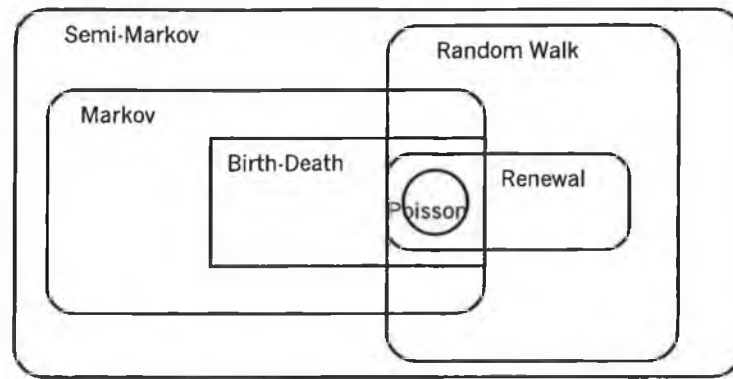 Semi-Markov
Random Walk
Markov
Birth-Death
Renewal
Poisson